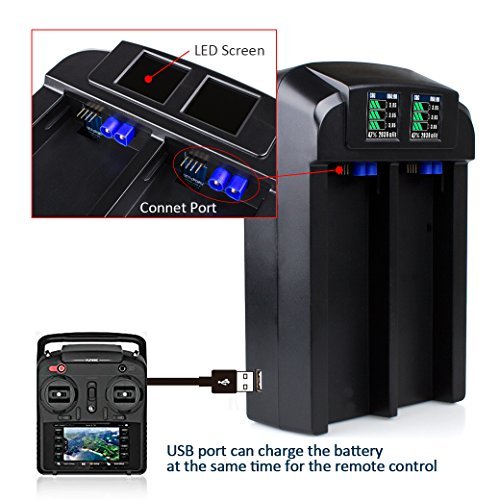 LED Screen
Connet Port
USB port can charge the battery
at the same time for the remote control